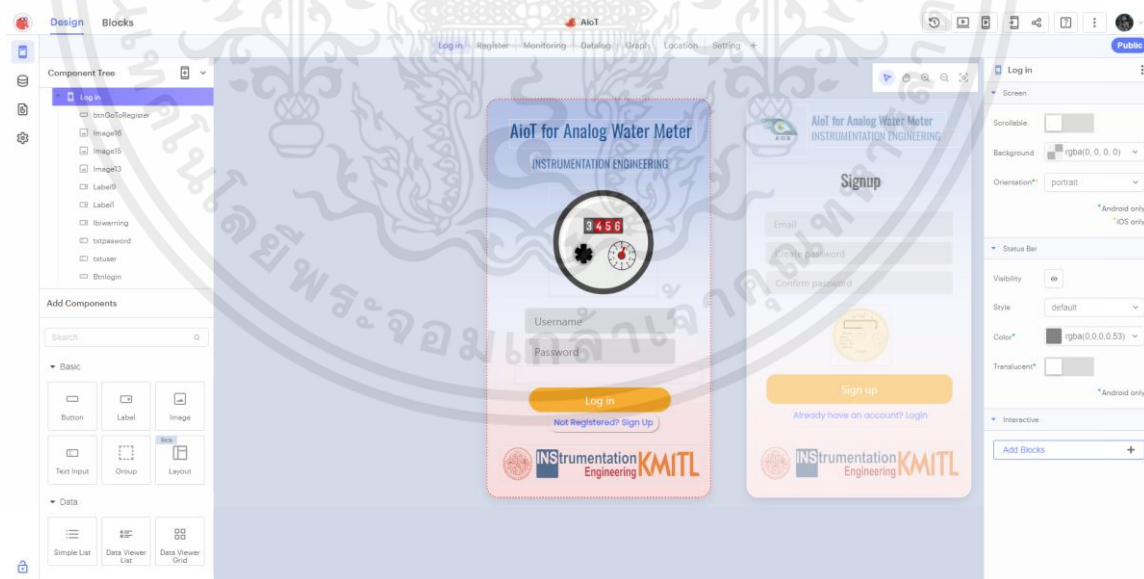 Design Blocks
AioT
Log in Register Monitoring Datalog Graph Location Setting +
Public
Component Tree
Log in
btnGoToRegister
Image16
Image15
Image13
Label9
Label1
lblwarning
txtpasword
txtuser
Btnlogin
Add Components
Search
Basic
Button Label Image
Beta
Text Input Group Layout
Data
Simple List Data Viewer List Data Viewer Grid
AioT for Analog Water Meter
INSTRUMENTATION ENGINEERING
3 4 5 6
Username
Password
Log in
Not Registered? Sign Up
INStrumentation
Engineering KMITL
AioT for Analog Water Meter
INSTRUMENTATION ENGINEERING
Signup
Email
Create password
Confirm password
Sign up
Already have an account? Login
INStrumentation
Engineering KMITL
Log in
Screen
Scrollable
Background rgba(0, 0, 0, 0)
Orientation** portrait
*Android only
*iOS only
Status Bar
Visibility
Style default
Color* rgba(0,0,0,0.53)
Translucent*
*Android only
Interactive
Add Blocks +